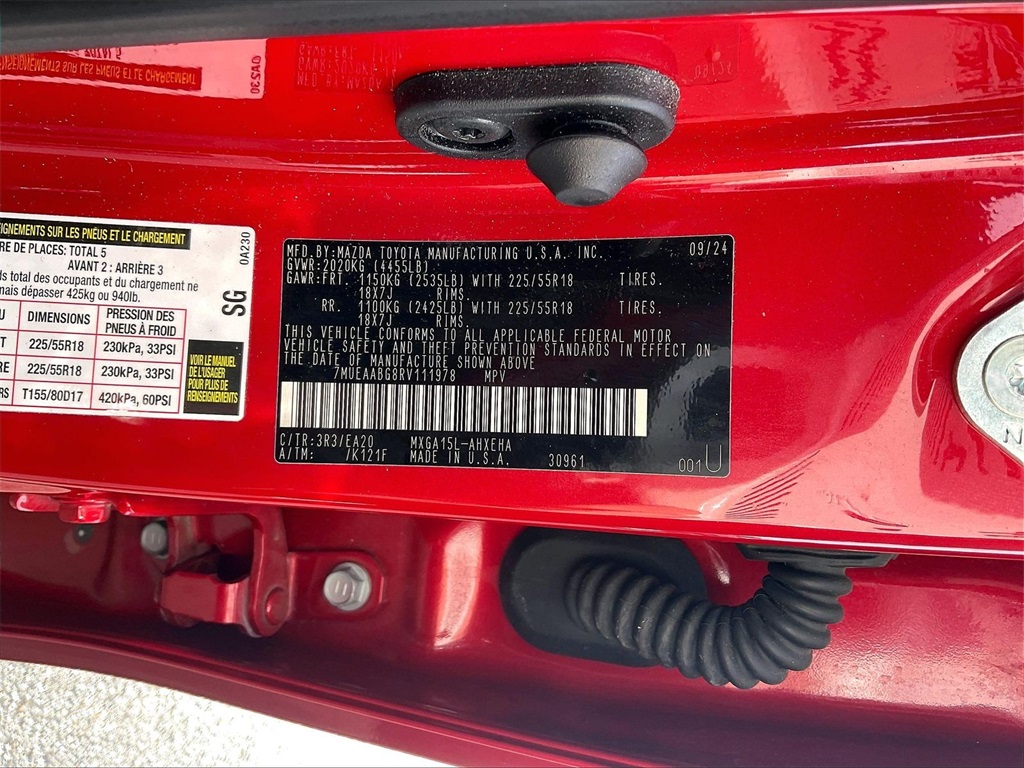 EIGNEMENTS SUR LES PNEUS ET LE CHARGEMENT
RE DE PLACES: TOTAL 5
AVANT 2 : ARRIÈRE 3
ds total des occupants et du chargement ne
mais dépasser 425kg ou 940lb.
U DIMENSIONS PRESSION DES
PNEUS À FROID
T 225/55R18 230kPa, 33PSI
225/55R18 230kPa, 33PSI
RS T155/80D17 420kPa, 60PSI
0A230
SG
VOIR LE MANUEL
DE L'USAGER
POUR PLUS DE
RENSEIGNEMENTS
MFD.BY:MAZDA TOYOTA MANUFACTURING U.S.A. INC. 09/24
GVWR:2020KG (4455LB)
GAWR:FRT. 1150KG (2535LB) WITH 225/55R18 TIRES.
18X7J RIMS.
RR. 1100KG (2425LB) WITH 225/55R18 TIRES.
18X7J RIMS.
THIS VEHICLE CONFORMS TO ALL APPLICABLE FEDERAL MOTOR
VEHICLE SAFETY AND THEFT PREVENTION STANDARDS IN EFFECT ON
THE DATE OF MANUFACTURE SHOWN ABOVE
7MUEAABG8RV111978 MPV
C/TR:3R3/EA20 MXGA15L-AHXEHA
A/TM: /K121F MADE IN U.S.A. 30961 001U
N